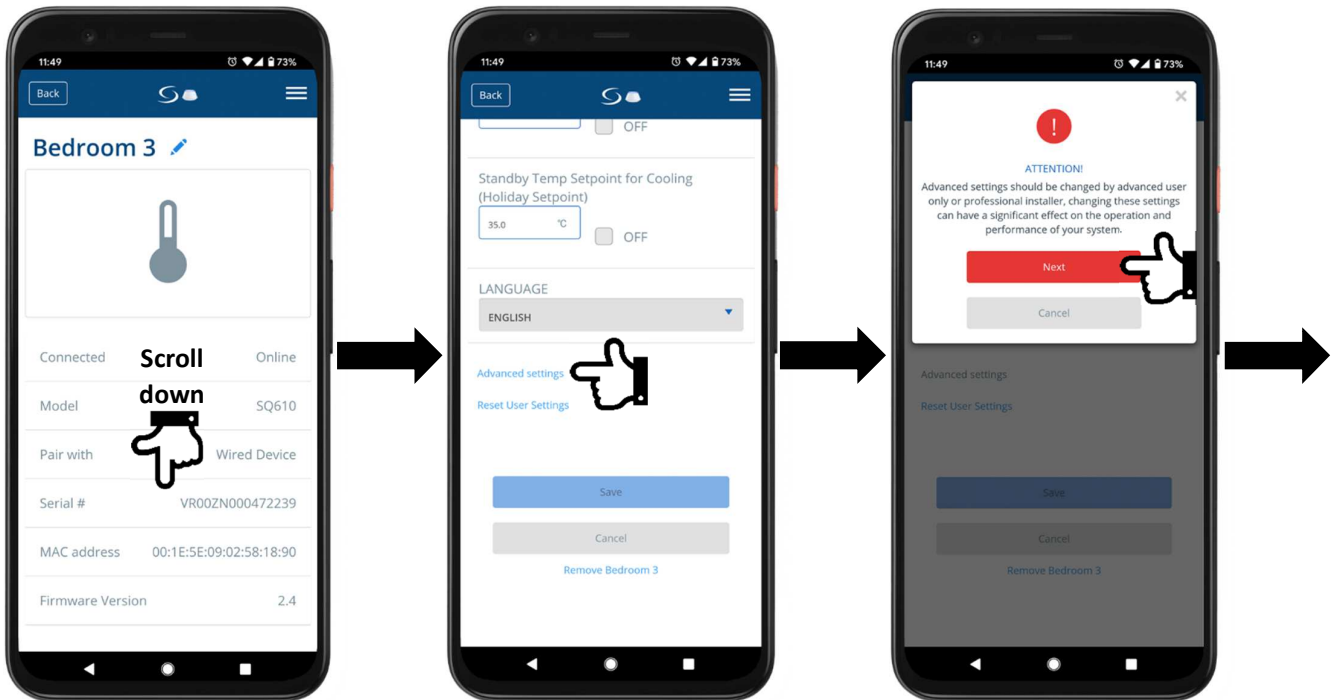 11:49
73%
Back
Bedroom 3
Connected
Online
Model
SQ610
Pair with
Wired Device
Serial #
VR00ZN000472239
MAC address
00:1E:5E:09:02:58:18:90
Firmware Version
2.4
Scroll
down
11:49
73%
Back
OFF
Standby Temp Setpoint for Cooling
(Holiday Setpoint)
35.0 °C
OFF
LANGUAGE
ENGLISH
Advanced settings
Reset User Settings
Save
Cancel
Remove Bedroom 3
11:49
73%
!
ATTENTION!
Advanced settings should be changed by advanced user
only or professional installer, changing these settings
can have a significant effect on the operation and
performance of your system.
Next
Cancel
Advanced settings
Reset User Settings
Save
Cancel
Remove Bedroom 3